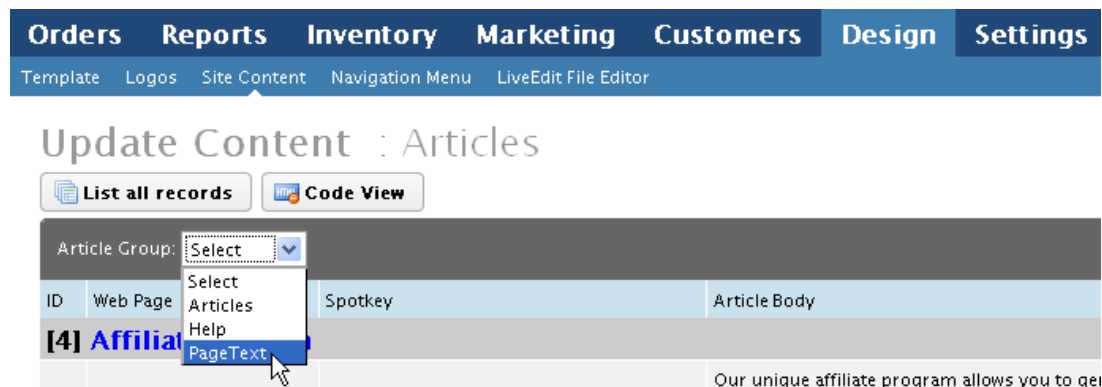 Orders Reports Inventory Marketing Customers Design Settings
Template Logos Site Content Navigation Menu LiveEdit File Editor
Update Content : Articles
List all records Code View
Article Group: Select
Select
ID Web Page Spotkey Article Body
Articles
Help
[4] Affiliat
PageText
Our unique affiliate program allows you to ge